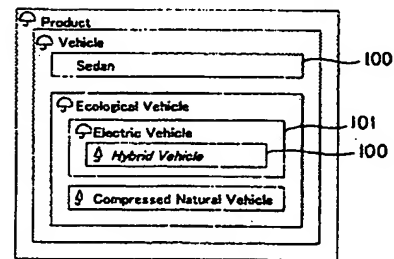 Product
Vehicle
Sedan
100
Ecological Vehicle
Electric Vehicle
101
Hybrid Vehicle
100
Compressed Natural Vehicle